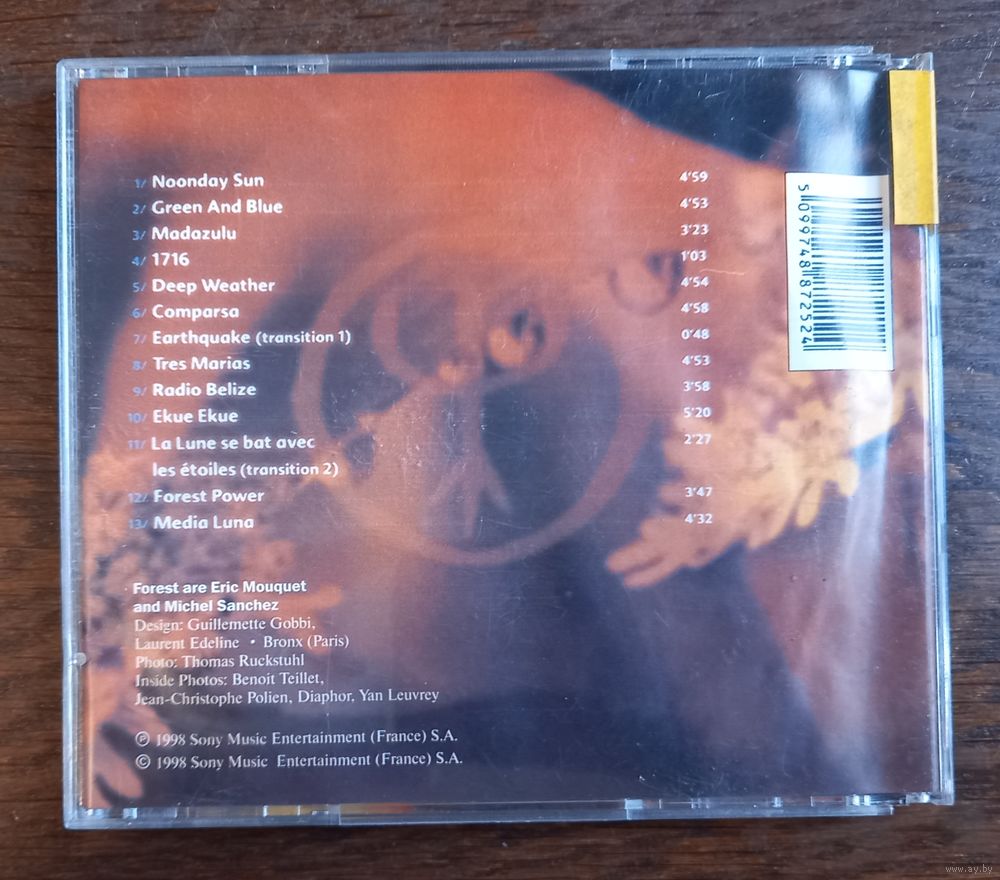 1/ Noonday Sun 4'59
2/ Green And Blue 4'53
3/ Madazulu 3'23
4/ 1716 1'03
5/ Deep Weather 4'54
6/ Comparsa 4'58
7/ Earthquake (transition 1) 0'48
8/ Tres Marias 4'53
9/ Radio Belize 3'58
10/ Ekue Ekue 5'20
11/ La Lune se bat avec 2'27
les étoiles (transition 2)
12/ Forest Power 3'47
13/ Media Luna 4'32
Forest are Eric Mouquet
and Michel Sanchez
Design: Guillemette Gobbi,
Laurent Edeline • Bronx (Paris)
Photo: Thomas Ruckstuhl
Inside Photos: Benoit Teillet,
Jean-Christophe Polien, Diaphor, Yan Leuvrey
℗ 1998 Sony Music Entertainment (France) S.A.
© 1998 Sony Music Entertainment (France) S.A.
5099748872524
www.ay.by